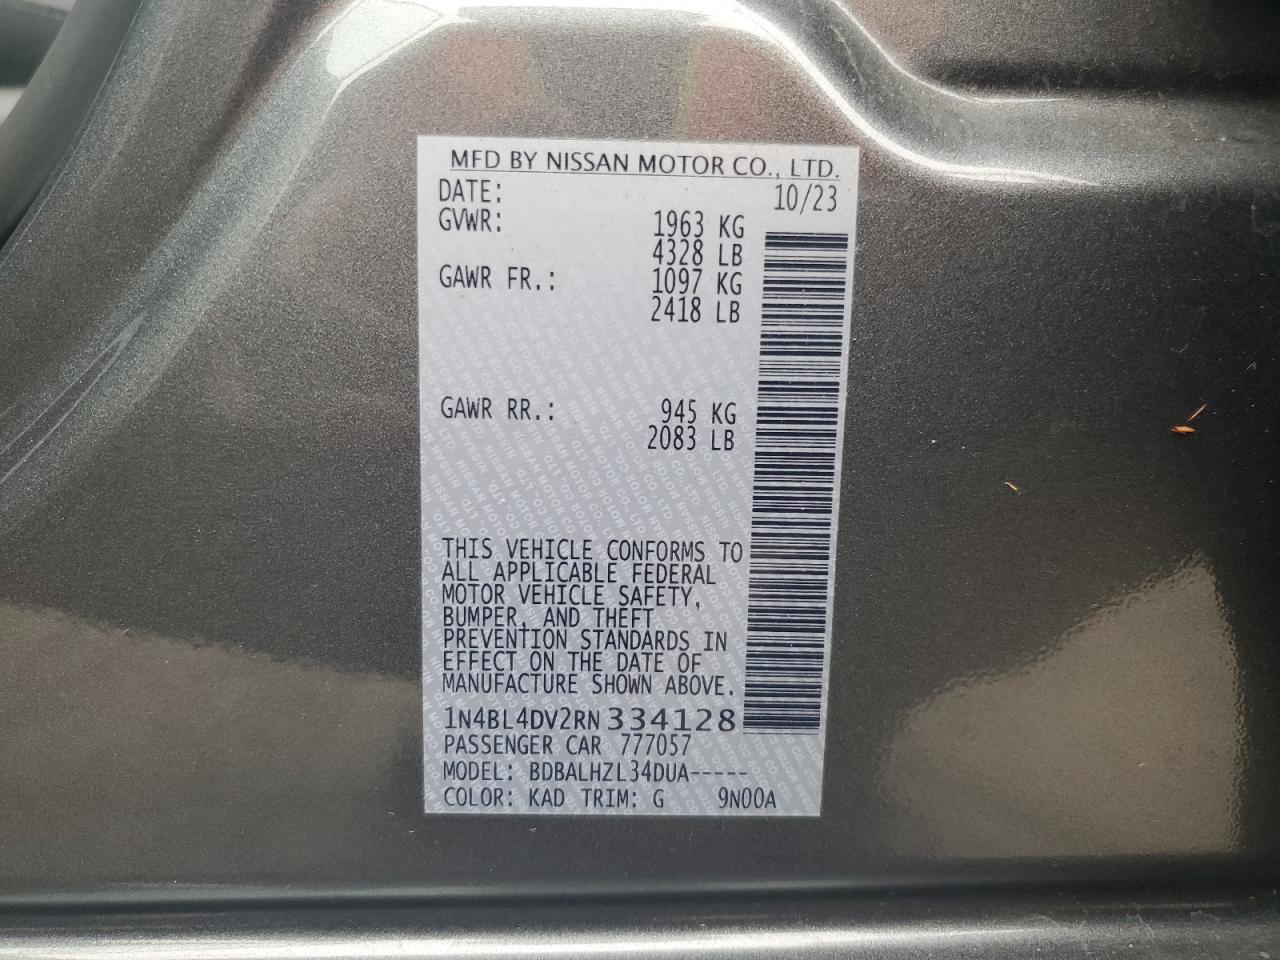 MFD BY NISSAN MOTOR CO., LTD.
DATE: 10/23
GVWR: 1963 KG
4328 LB
GAWR FR.: 1097 KG
2418 LB
GAWR RR.: 945 KG
2083 LB
THIS VEHICLE CONFORMS TO
ALL APPLICABLE FEDERAL
MOTOR VEHICLE SAFETY,
BUMPER, AND THEFT
PREVENTION STANDARDS IN
EFFECT ON THE DATE OF
MANUFACTURE SHOWN ABOVE.
1N4BL4DV2RN334128
PASSENGER CAR 777057
MODEL: BDBALHZL34DUA-----
COLOR: KAD TRIM: G 9N00A